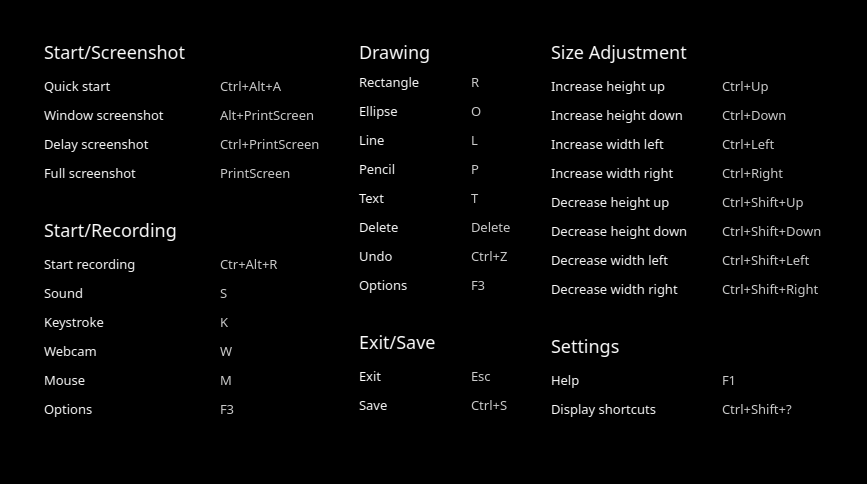 Start/Screenshot
Quick start Ctrl+Alt+A
Window screenshot Alt+PrintScreen
Delay screenshot Ctrl+PrintScreen
Full screenshot PrintScreen
Start/Recording
Start recording Ctr+Alt+R
Sound S
Keystroke K
Webcam W
Mouse M
Options F3
Drawing
Rectangle R
Ellipse O
Line L
Pencil P
Text T
Delete Delete
Undo Ctrl+Z
Options F3
Exit/Save
Exit Esc
Save Ctrl+S
Size Adjustment
Increase height up Ctrl+Up
Increase height down Ctrl+Down
Increase width left Ctrl+Left
Increase width right Ctrl+Right
Decrease height up Ctrl+Shift+Up
Decrease height down Ctrl+Shift+Down
Decrease width left Ctrl+Shift+Left
Decrease width right Ctrl+Shift+Right
Settings
Help F1
Display shortcuts Ctrl+Shift+?